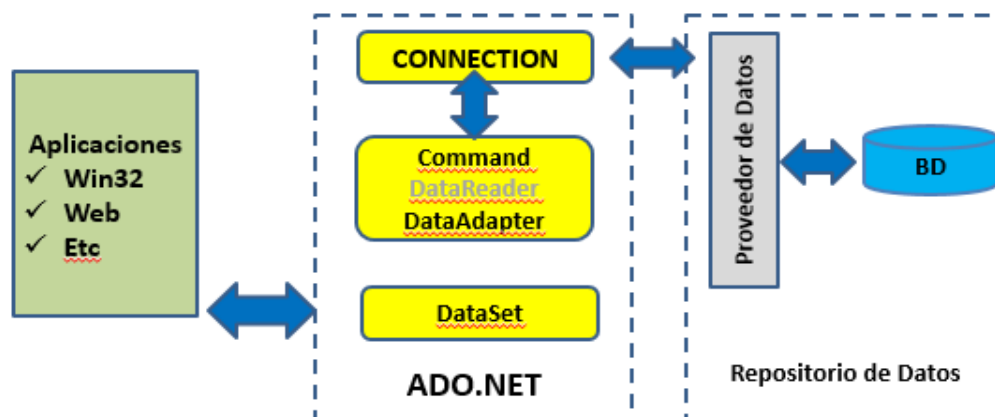 Aplicaciones
✓ Win32
✓ Web
✓ Etc
CONNECTION
Command
DataReader
DataAdapter
DataSet
ADO.NET
Proveedor de Datos
BD
Repositorio de Datos